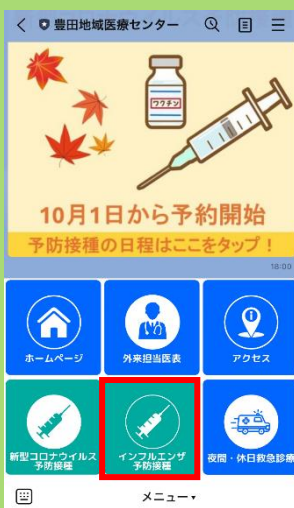 豊田地域医療センター
ワクチン
10月1日から予約開始
予防接種の日程はここをタップ！
18:00
ホームページ
外来担当医表
アクセス
新型コロナウイルス
予防接種
インフルエンザ
予防接種
夜間・休日救急診療
メニュー▾